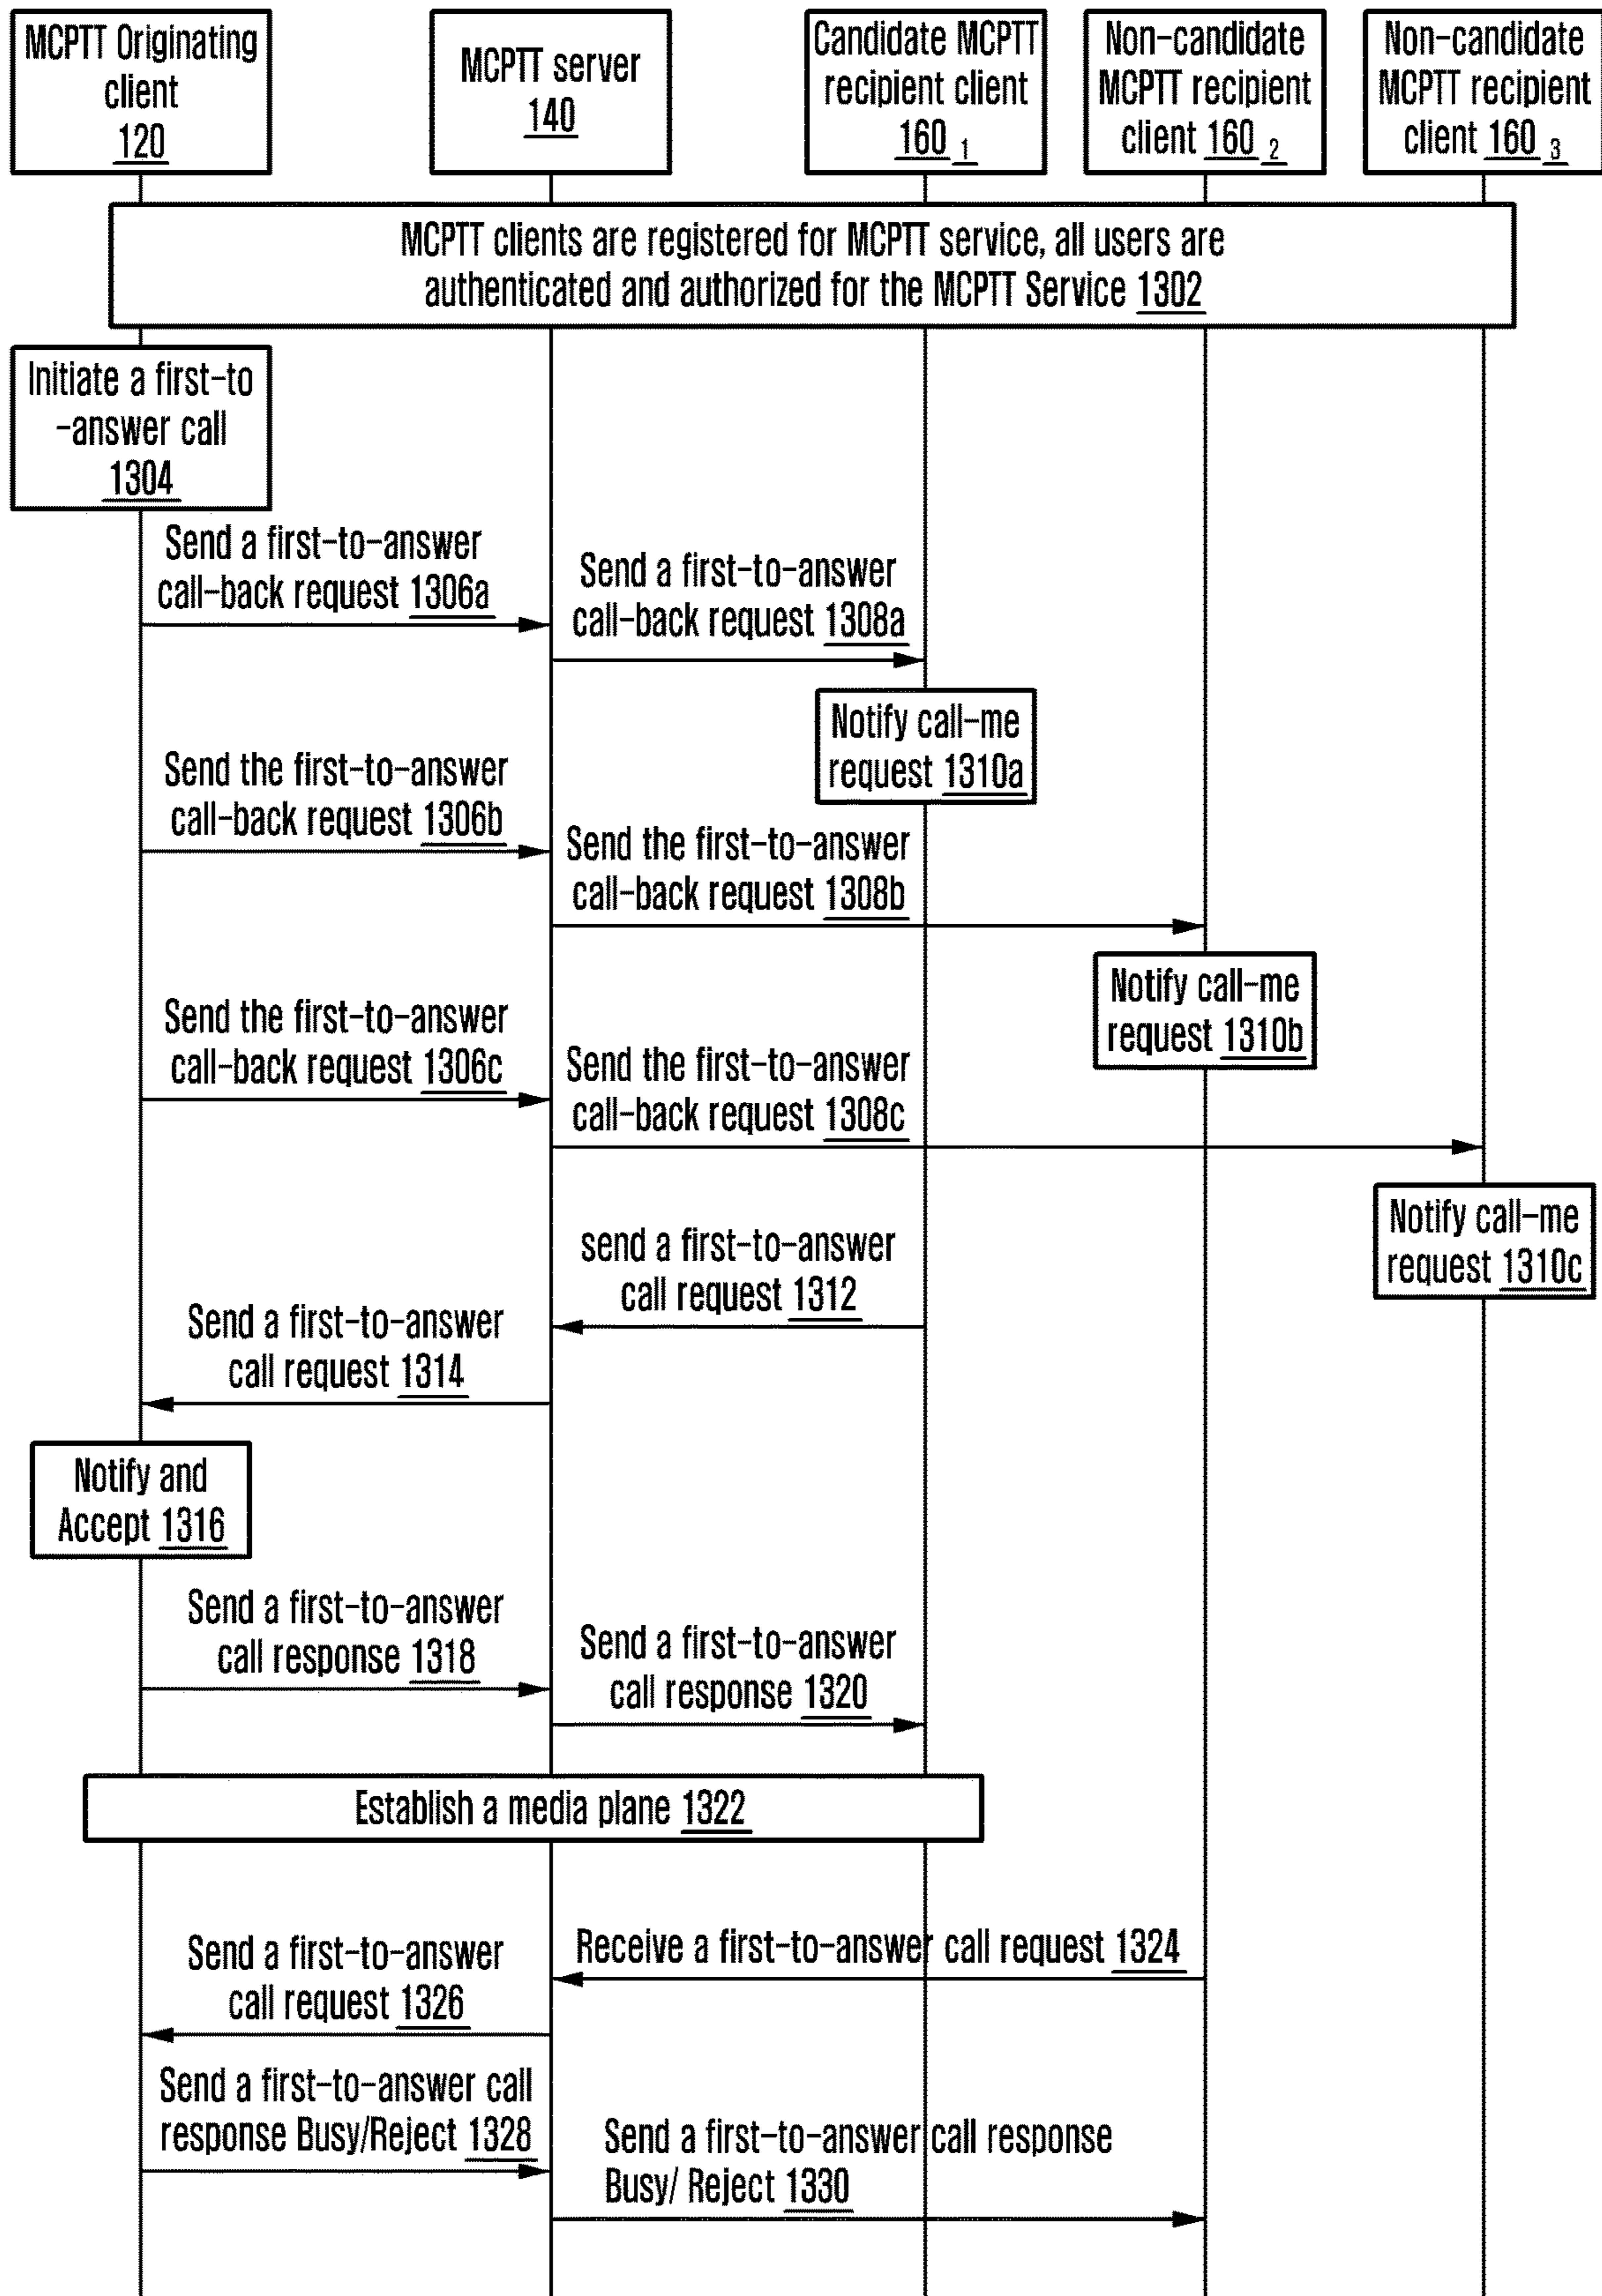 MCPTT Originating
client
120
MCPTT server
140
Candidate MCPTT
recipient client
160 1
Non-candidate
MCPTT recipient
client 160 2
Non-candidate
MCPTT recipient
client 160 3
MCPTT clients are registered for MCPTT service, all users are
authenticated and authorized for the MCPTT Service 1302
Initiate a first-to
-answer call
1304
Send a first-to-answer
call-back request 1306a
Send a first-to-answer
call-back request 1308a
Notify call-me
request 1310a
Send the first-to-answer
call-back request 1306b
Send the first-to-answer
call-back request 1308b
Notify call-me
request 1310b
Send the first-to-answer
call-back request 1306c
Send the first-to-answer
call-back request 1308c
Notify call-me
request 1310c
send a first-to-answer
call request 1312
Send a first-to-answer
call request 1314
Notify and
Accept 1316
Send a first-to-answer
call response 1318
Send a first-to-answer
call response 1320
Establish a media plane 1322
Receive a first-to-answer call request 1324
Send a first-to-answer
call request 1326
Send a first-to-answer call
response Busy/Reject 1328
Send a first-to-answer call response
Busy/ Reject 1330